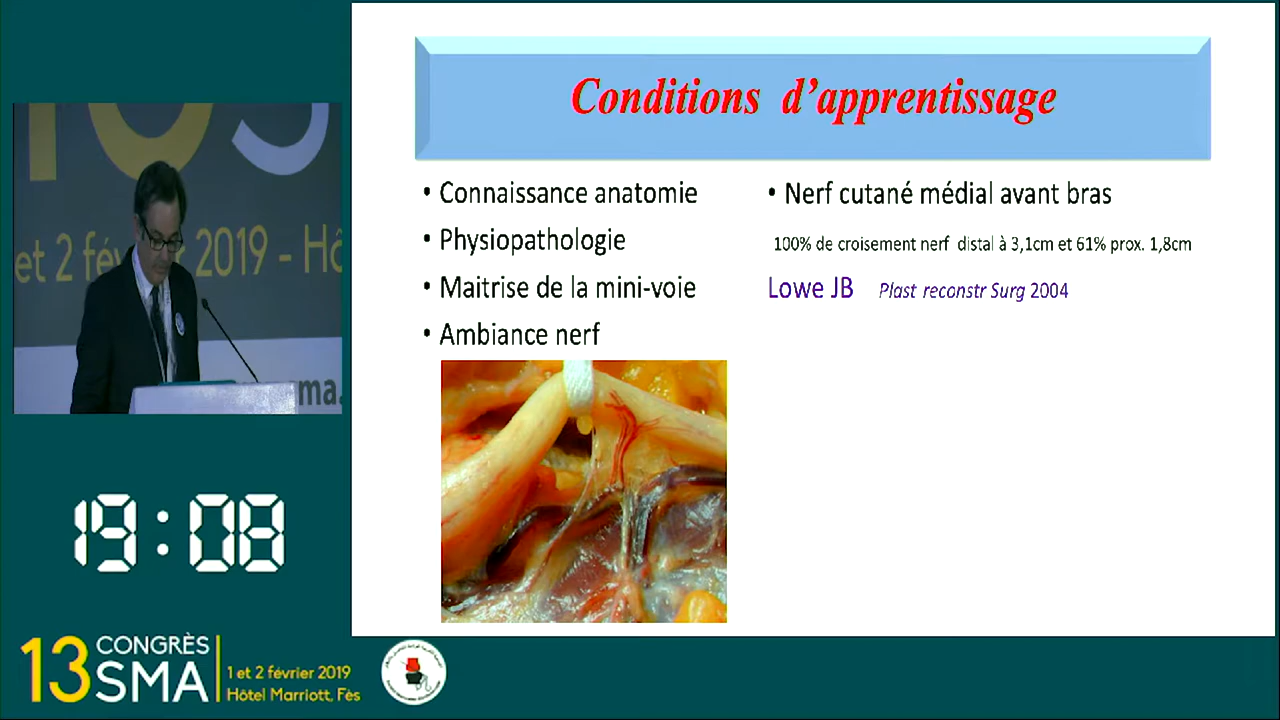 Conditions d’apprentissage
• Connaissance anatomie
• Physiopathologie
• Maitrise de la mini-voie
• Ambiance nerf
• Nerf cutané médial avant bras
100% de croisement nerf distal à 3,1cm et 61% prox. 1,8cm
Lowe JB Plast reconstr Surg 2004
et 2 février 2019 - Hô
ma.
19:08
13 CONGRÈS
SMA
1 et 2 février 2019
Hôtel Marriott, Fès